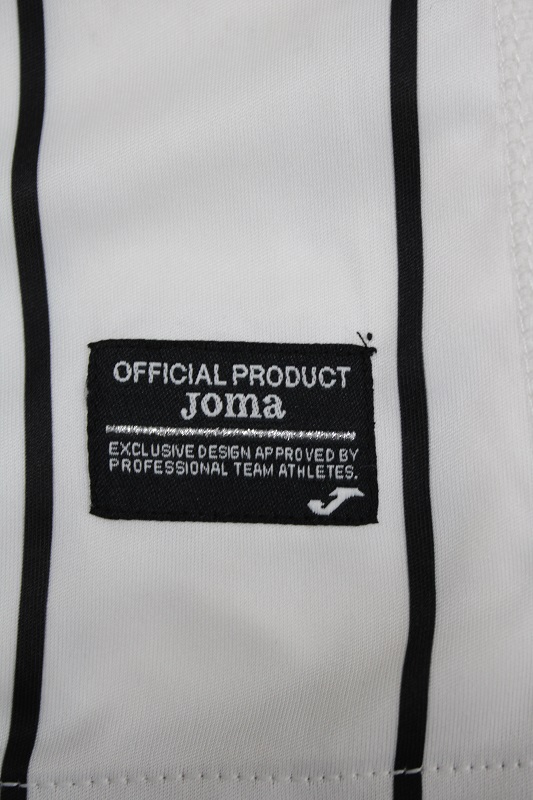 OFFICIAL PRODUCT
Joma
EXCLUSIVE DESIGN APPROVED BY
PROFESSIONAL TEAM ATHLETES.